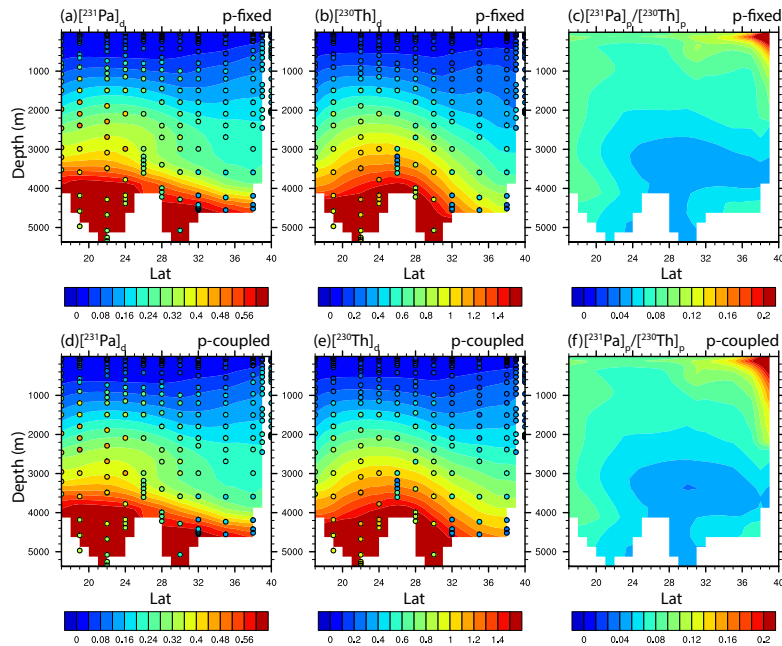 (a)[²³¹Pa]d p-fixed
(b)[²³⁰Th]d p-fixed
(c)[²³¹Pa]p/[²³⁰Th]p p-fixed
Depth (m)
1000
2000
3000
4000
5000
20 24 28 32 36 40
Lat
0 0.08 0.16 0.24 0.32 0.4 0.48 0.56
1000
2000
3000
4000
5000
20 24 28 32 36 40
Lat
0 0.2 0.4 0.6 0.8 1 1.2 1.4
1000
2000
3000
4000
5000
20 24 28 32 36 40
Lat
0 0.04 0.08 0.12 0.16 0.2
(d)[²³¹Pa]d p-coupled
(e)[²³⁰Th]d p-coupled
(f)[²³¹Pa]p/[²³⁰Th]p p-coupled
Depth (m)
1000
2000
3000
4000
5000
20 24 28 32 36 40
Lat
0 0.08 0.16 0.24 0.32 0.4 0.48 0.56
1000
2000
3000
4000
5000
20 24 28 32 36 40
Lat
0 0.2 0.4 0.6 0.8 1 1.2 1.4
1000
2000
3000
4000
5000
20 24 28 32 36 40
Lat
0 0.04 0.08 0.12 0.16 0.2